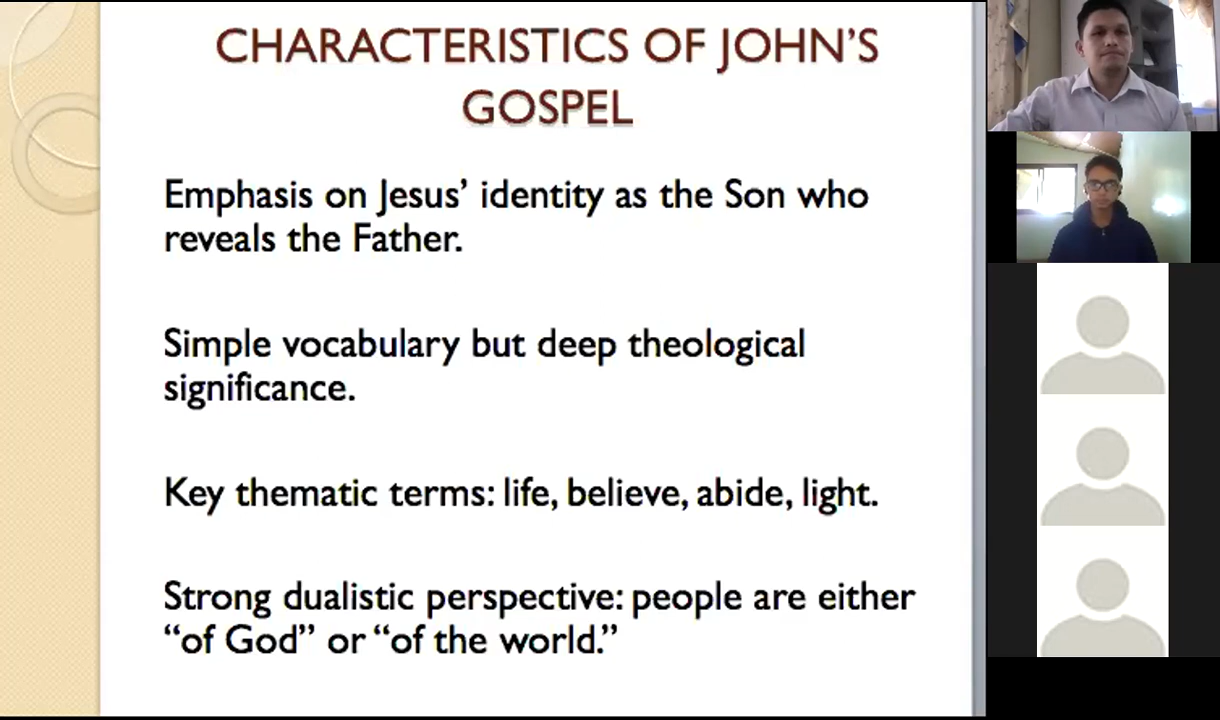 CHARACTERISTICS OF JOHN’S
GOSPEL
Emphasis on Jesus’ identity as the Son who
reveals the Father.
Simple vocabulary but deep theological
significance.
Key thematic terms: life, believe, abide, light.
Strong dualistic perspective: people are either
“of God” or “of the world.”